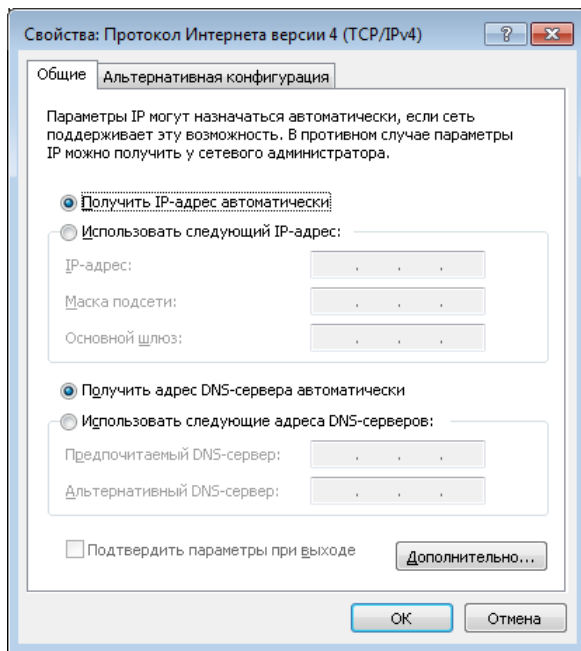 Свойства: Протокол Интернета версии 4 (TCP/IPv4)
Общие
Альтернативная конфигурация
Параметры IP могут назначаться автоматически, если сеть
поддерживает эту возможность. В противном случае параметры
IP можно получить у сетевого администратора.
Получить IP-адрес автоматически
Использовать следующий IP-адрес:
IP-адрес:
Маска подсети:
Основной шлюз:
Получить адрес DNS-сервера автоматически
Использовать следующие адреса DNS-серверов:
Предпочитаемый DNS-сервер:
Альтернативный DNS-сервер:
Подтвердить параметры при выходе
Дополнительно...
ОК
Отмена